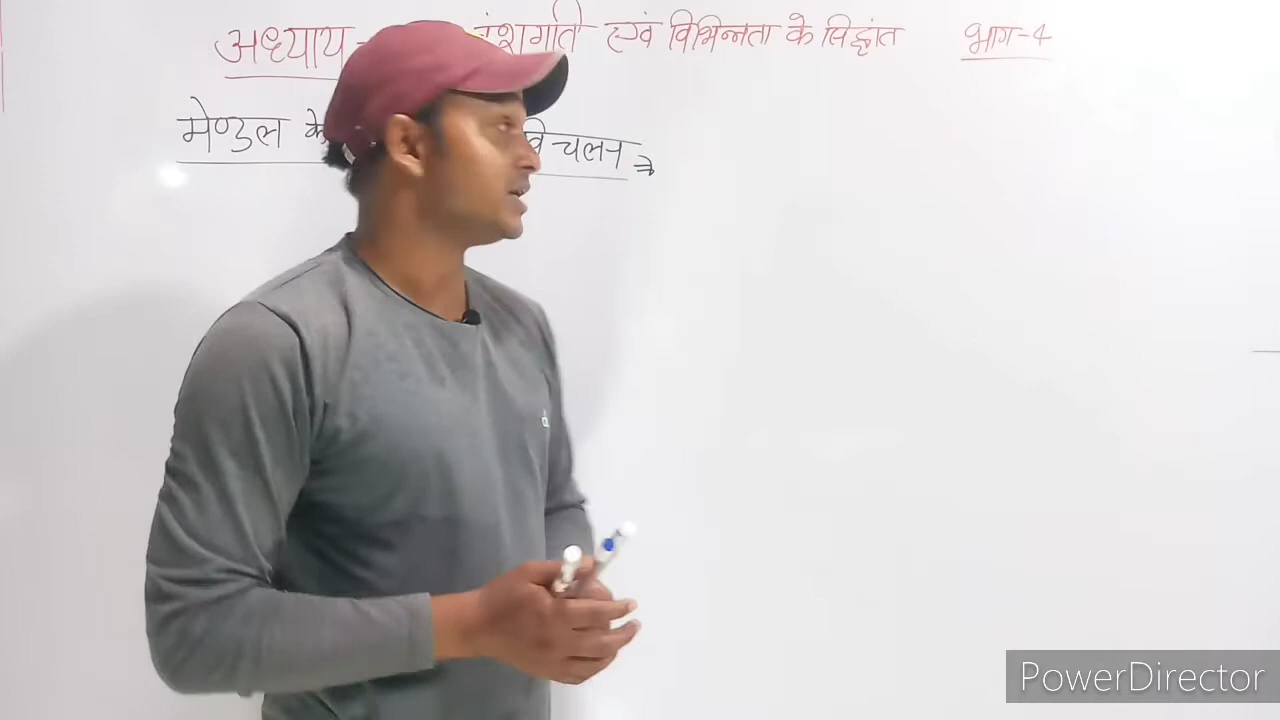 अध्याय - वंशागति एवं विभिन्नता के सिद्धांत भाग-4
मेण्डल के विचलन →
PowerDirector